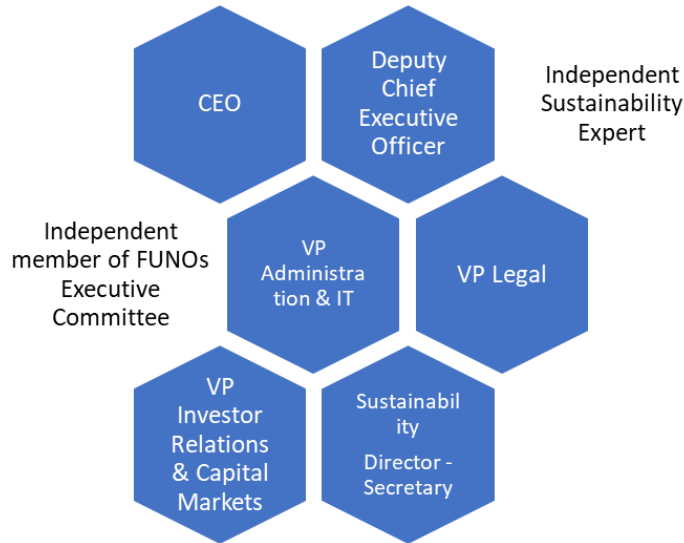 CEO
Deputy
Chief
Executive
Officer
Independent
Sustainability
Expert
Independent
member of FUNOs
Executive
Committee
VP
Administra
tion & IT
VP Legal
VP
Investor
Relations
& Capital
Markets
Sustainabil
ity
Director -
Secretary